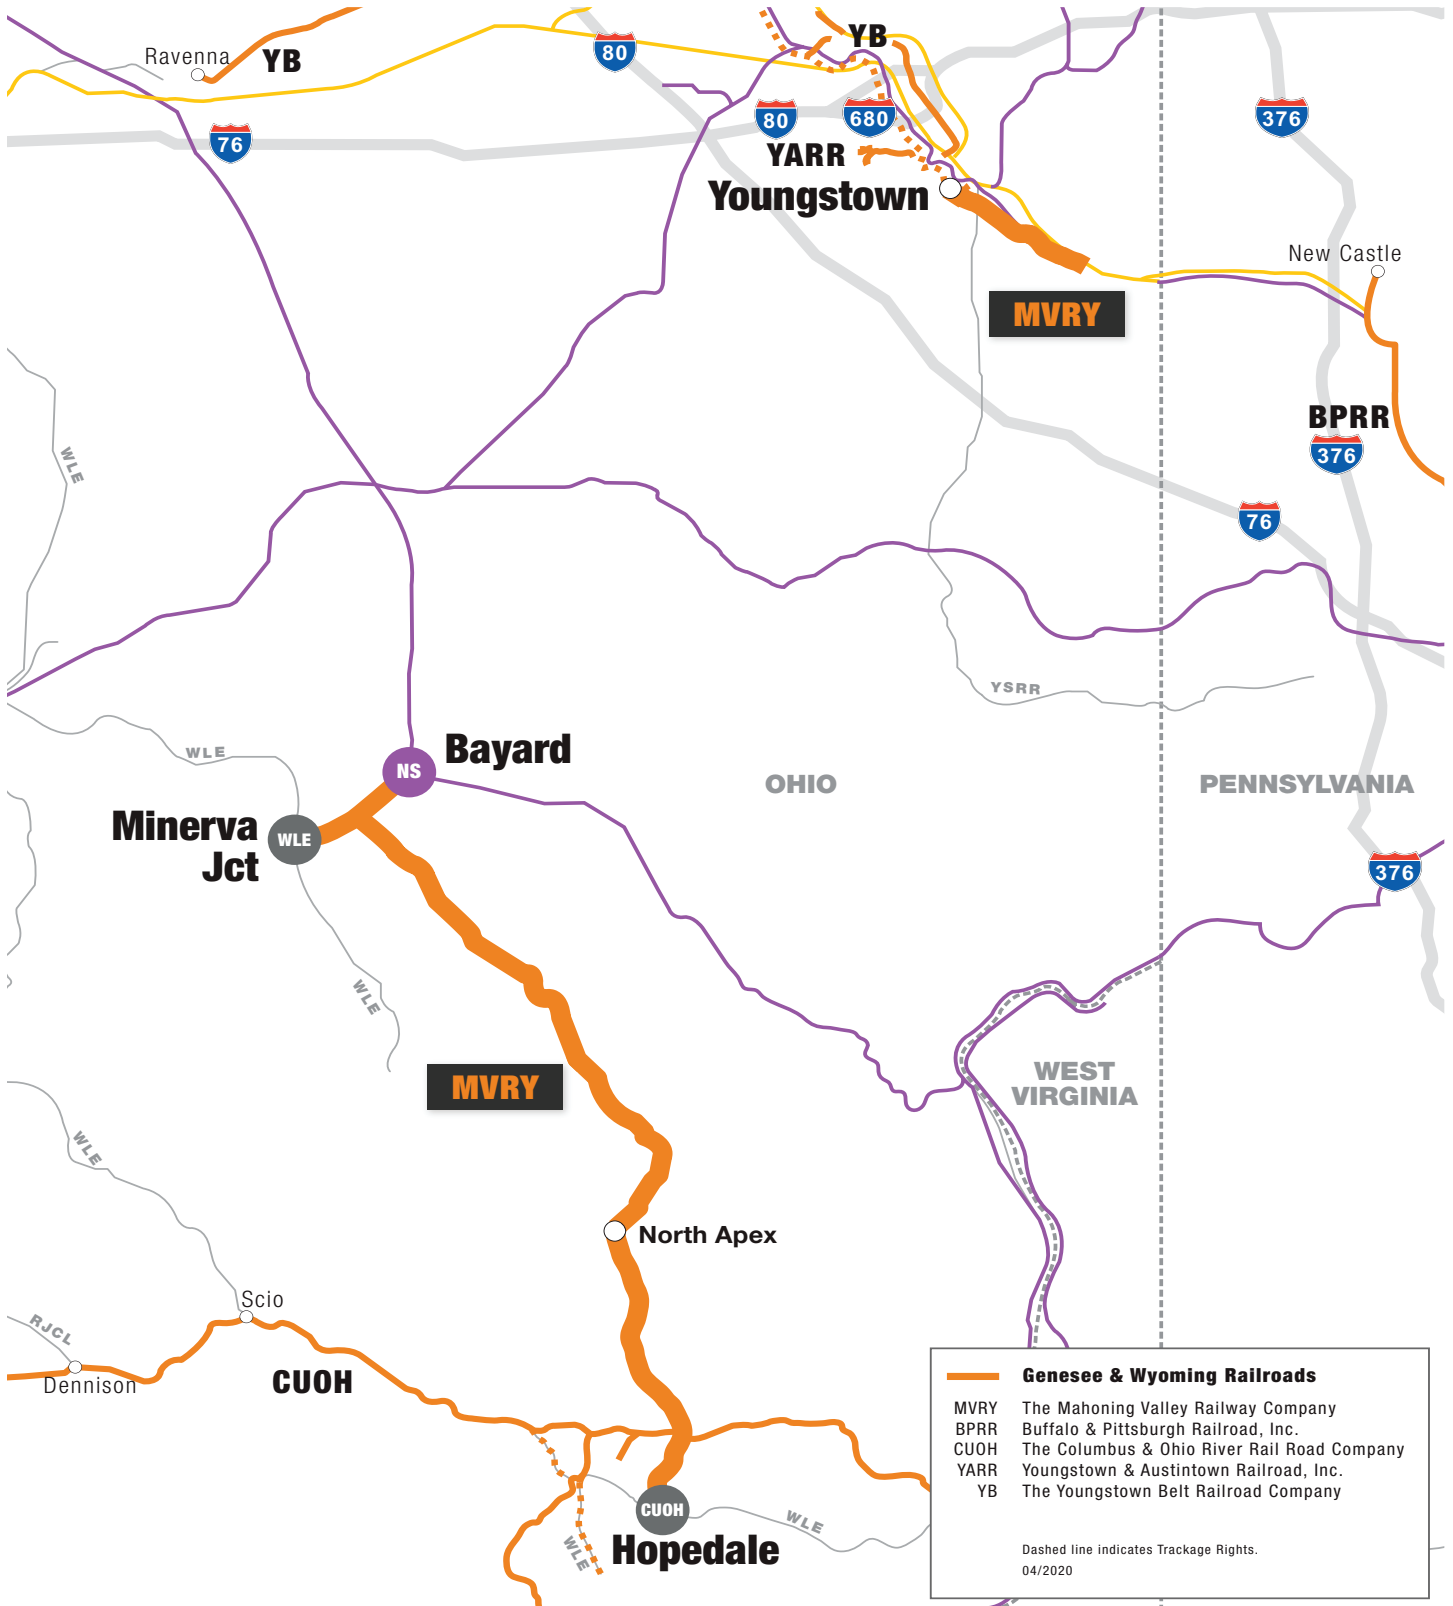 Ravenna
YB
80
YB
76
80
680
376
YARR
Youngstown
New Castle
MVRY
BPRR
376
WLE
76
YSRR
WLE
Bayard
NS
OHIO
PENNSYLVANIA
Minerva
Jct
WLE
376
WLE
MVRY
WEST
VIRGINIA
WLE
North Apex
Scio
RJCL
Dennison
CUOH
CUOH
WLE
WLE
Hopedale
Genesee & Wyoming Railroads
MVRY The Mahoning Valley Railway Company
BPRR Buffalo & Pittsburgh Railroad, Inc.
CUOH The Columbus & Ohio River Rail Road Company
YARR Youngstown & Austintown Railroad, Inc.
YB The Youngstown Belt Railroad Company
Dashed line indicates Trackage Rights.
04/2020